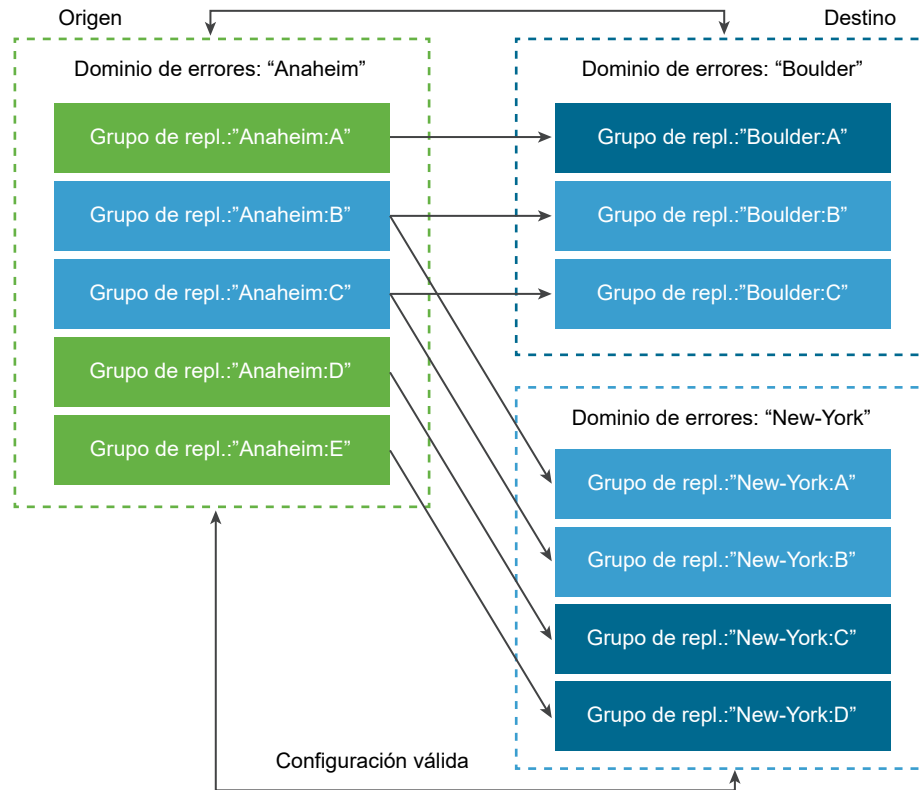 Origen
Destino
Dominio de errores: “Anaheim”
Grupo de repl.:”Anaheim:A”
Grupo de repl.:”Anaheim:B”
Grupo de repl.:”Anaheim:C”
Grupo de repl.:”Anaheim:D”
Grupo de repl.:”Anaheim:E”
Dominio de errores: “Boulder”
Grupo de repl.:”Boulder:A”
Grupo de repl.:”Boulder:B”
Grupo de repl.:”Boulder:C”
Dominio de errores: “New-York”
Grupo de repl.:”New-York:A”
Grupo de repl.:”New-York:B”
Grupo de repl.:”New-York:C”
Grupo de repl.:”New-York:D”
Configuración válida